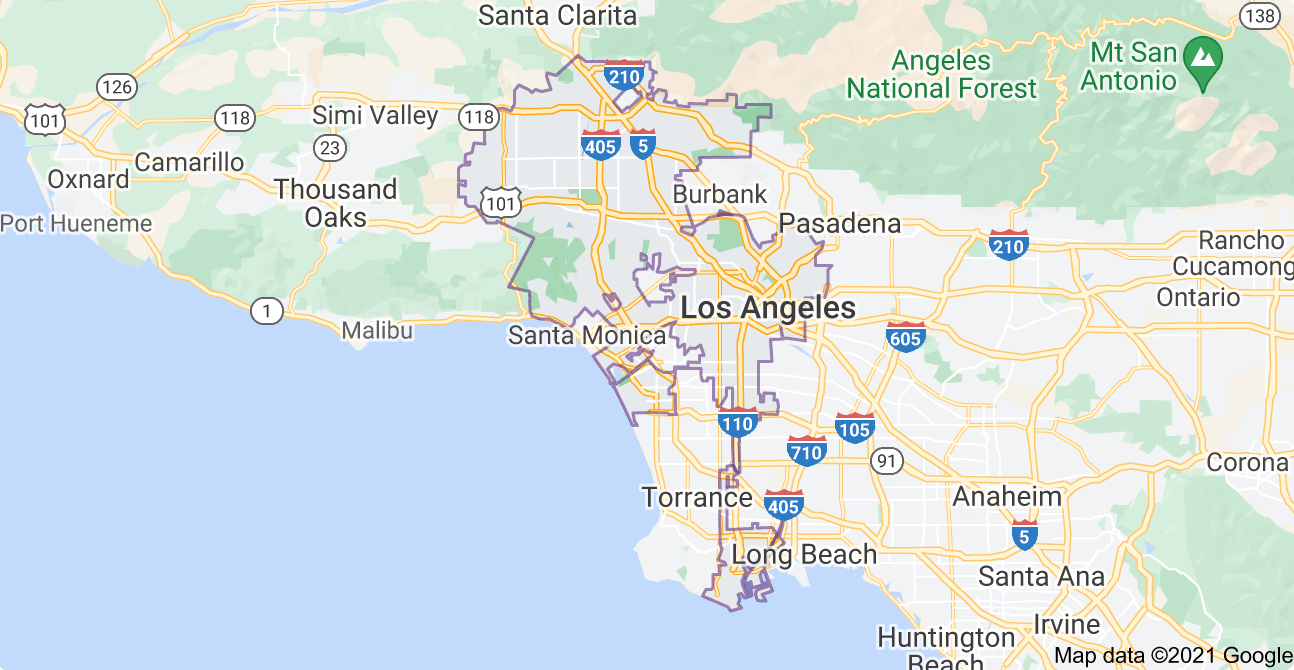 Santa Clarita
138
Angeles
National Forest
Mt San
Antonio
210
126
101
118
Simi Valley
118
23
405
5
Camarillo
Oxnard
Thousand
Oaks
101
Burbank
Port Hueneme
Pasadena
210
Rancho
Cucamong
Ontario
1
Malibu
Los Angeles
Santa Monica
605
110
105
710
91
Corona
Torrance
405
Anaheim
5
Long Beach
Santa Ana
Irvine
Huntington
Beach
Map data ©2021 Google